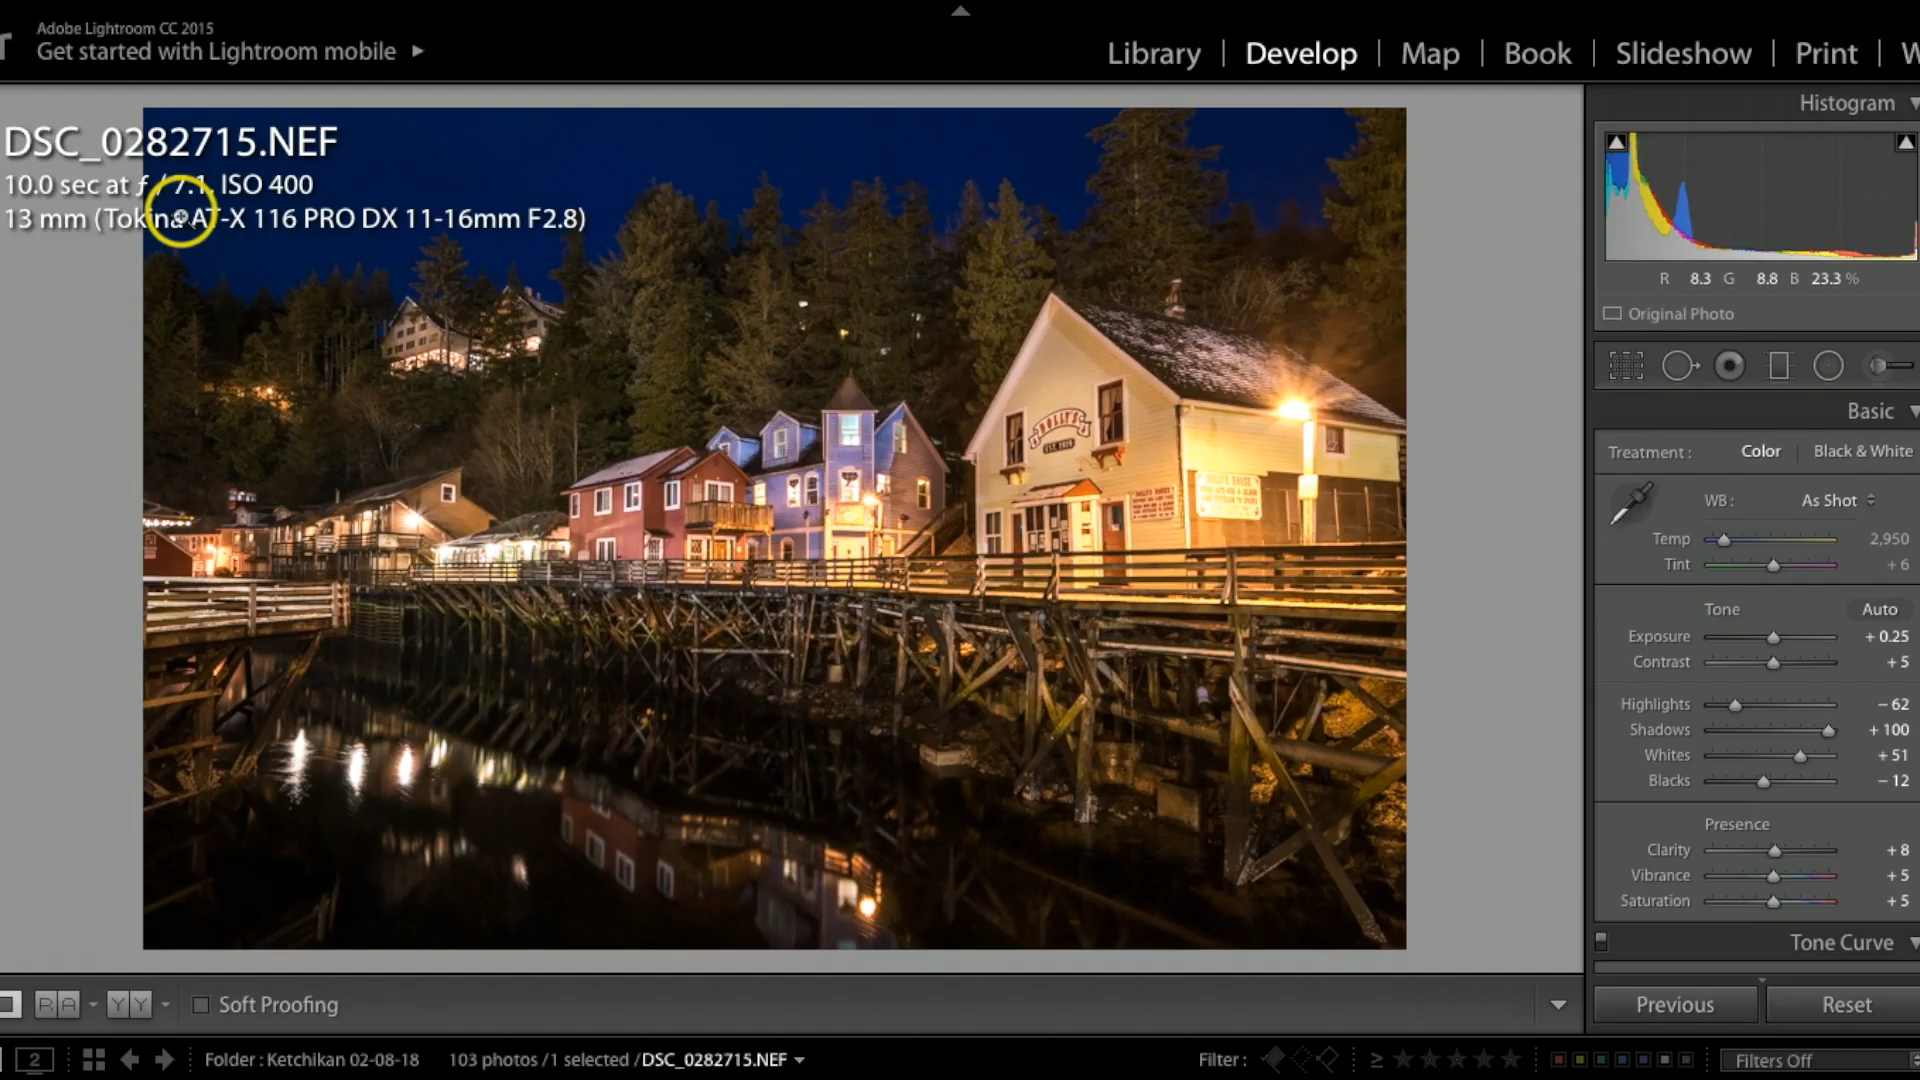 Adobe Lightroom CC 2015
Get started with Lightroom mobile
Library | Develop | Map | Book | Slideshow | Print | W
DSC_0282715.NEF
10.0 sec at ƒ / 7.1, ISO 400
13 mm (Tokina AT-X 116 PRO DX 11-16mm F2.8)
DOLLY'S
Histogram
R 8.3 G 8.8 B 23.3 %
Original Photo
Basic
Treatment : Color Black & White
WB : As Shot
Temp 2,950
Tint + 6
Tone Auto
Exposure + 0.25
Contrast + 5
Highlights − 62
Shadows + 100
Whites + 51
Blacks − 12
Presence
Clarity + 8
Vibrance + 5
Saturation + 5
Tone Curve
Previous Reset
R A Y Y Soft Proofing
2 Folder : Ketchikan 02-08-18 103 photos / 1 selected / DSC_0282715.NEF Filter : ≥ Filters Off